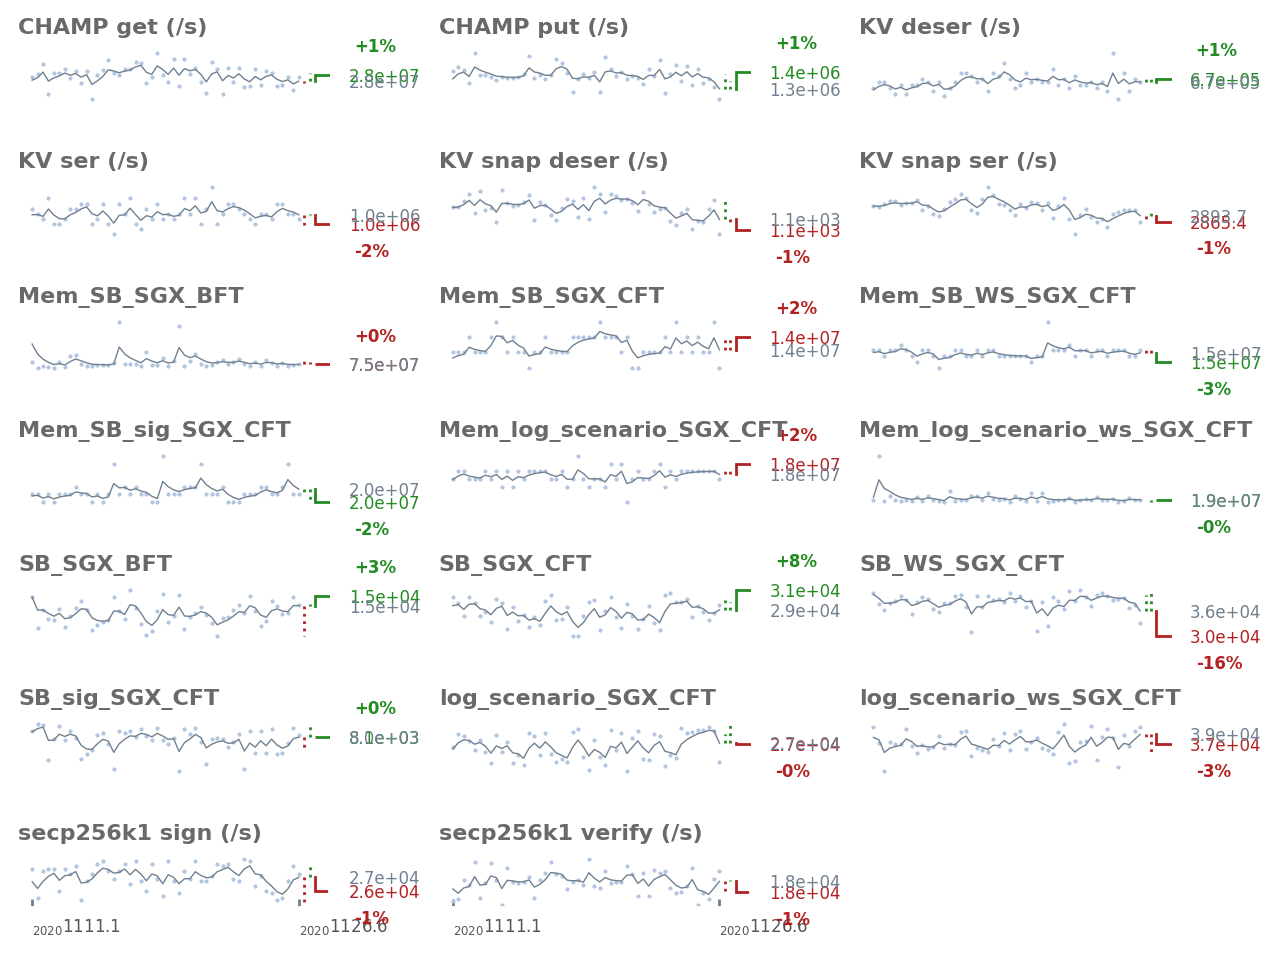 CHAMP get (/s)
+1%
2.8e+07
2.8e+07
CHAMP put (/s)
+1%
1.4e+06
1.3e+06
KV deser (/s)
+1%
6.7e+05
6.7e+05
KV ser (/s)
1.0e+06
1.0e+06
-2%
KV snap deser (/s)
1.1e+03
1.1e+03
-1%
KV snap ser (/s)
2893.7
2865.4
-1%
Mem_SB_SGX_BFT
+0%
7.5e+07
Mem_SB_SGX_CFT
+2%
1.4e+07
1.4e+07
Mem_SB_WS_SGX_CFT
1.5e+07
1.5e+07
-3%
Mem_SB_sig_SGX_CFT
2.0e+07
2.0e+07
-2%
Mem_log_scenario_SGX_CFT
+2%
1.8e+07
1.8e+07
Mem_log_scenario_ws_SGX_CFT
1.9e+07
-0%
SB_SGX_BFT
+3%
1.5e+04
1.5e+04
SB_SGX_CFT
+8%
3.1e+04
2.9e+04
SB_WS_SGX_CFT
3.6e+04
3.0e+04
-16%
SB_sig_SGX_CFT
+0%
log_scenario_SGX_CFT
2.7e+04
-0%
log_scenario_ws_SGX_CFT
3.9e+04
3.7e+04
-3%
secp256k1 sign (/s)
2.7e+04
2.6e+04
-1%
20201111.1
20201126.6
secp256k1 verify (/s)
1.8e+04
1.8e+04
-1%
20201111.1
20201126.6